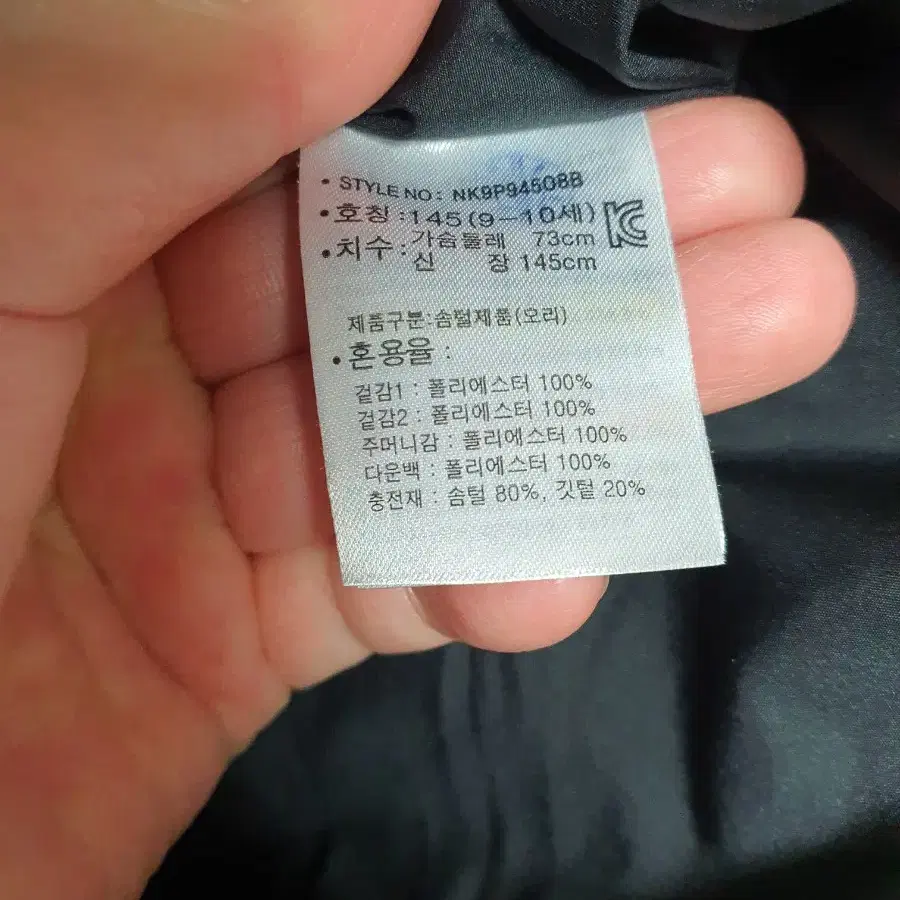 • STYLE NO : NK9P94508B
• 호칭 : 145(9-10세)
• 치수 : 가슴둘레 73cm
신 장 145cm
제품구분:솜털제품(오리)
• 혼용율 :
겉감1 : 폴리에스터 100%
겉감2 : 폴리에스터 100%
주머니감 : 폴리에스터 100%
다운백 : 폴리에스터 100%
충전재 : 솜털 80%, 깃털 20%